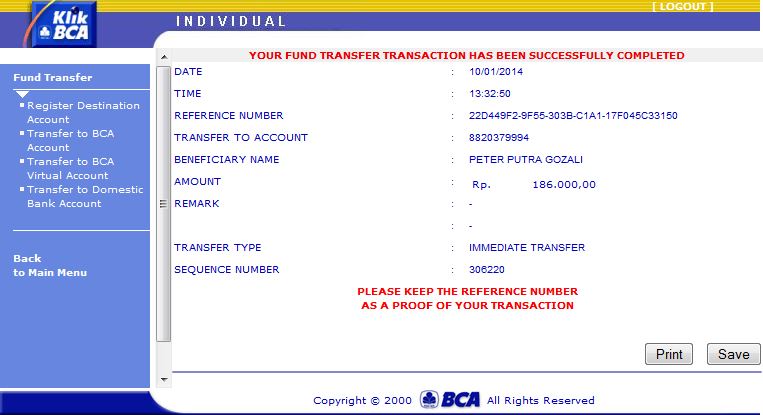 Klik BCA
INDIVIDUAL
[ LOGOUT ]
Fund Transfer
Register Destination
Account
Transfer to BCA
Account
Transfer to BCA
Virtual Account
Transfer to Domestic
Bank Account
Back
to Main Menu
YOUR FUND TRANSFER TRANSACTION HAS BEEN SUCCESSFULLY COMPLETED
DATE : 10/01/2014
TIME : 13:32:50
REFERENCE NUMBER : 22D449F2-9F55-303B-C1A1-17F045C33150
TRANSFER TO ACCOUNT : 8820379994
BENEFICIARY NAME : PETER PUTRA GOZALI
AMOUNT : Rp. 186.000,00
REMARK : -
: -
TRANSFER TYPE : IMMEDIATE TRANSFER
SEQUENCE NUMBER : 306220
PLEASE KEEP THE REFERENCE NUMBER
AS A PROOF OF YOUR TRANSACTION
Print Save
Copyright © 2000 BCA All Rights Reserved